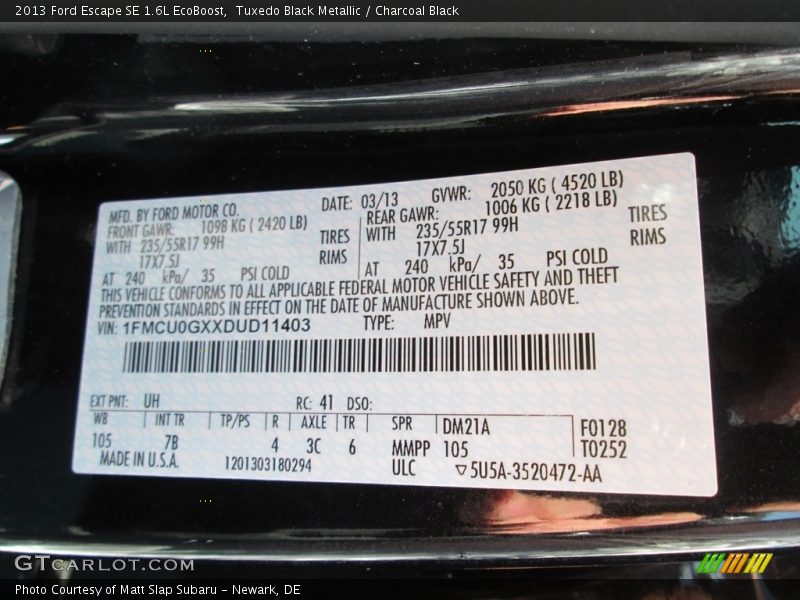 2013 Ford Escape SE 1.6L EcoBoost,  Tuxedo Black Metallic / Charcoal Black
MFD. BY FORD MOTOR CO.
DATE: 03/13
GVWR: 2050 KG ( 4520 LB)
FRONT GAWR: 1098 KG ( 2420 LB)
WITH 235/55R17 99H TIRES
17X7.5J RIMS
AT 240 kPa/ 35 PSI COLD
REAR GAWR: 1006 KG ( 2218 LB)
WITH 235/55R17 99H TIRES
17X7.5J RIMS
AT 240 kPa/ 35 PSI COLD
THIS VEHICLE CONFORMS TO ALL APPLICABLE FEDERAL MOTOR VEHICLE SAFETY AND THEFT
PREVENTION STANDARDS IN EFFECT ON THE DATE OF MANUFACTURE SHOWN ABOVE.
VIN: 1FMCU0GXXDUD11403 TYPE: MPV
EXT PNT: UH RC: 41 DSO:
WB INT TR TP/PS R AXLE TR SPR DM21A F0128
105 7B 4 3C 6 MMPP 105 T0252
MADE IN U.S.A. 1201303180294 ULC ▽5U5A-3520472-AA
GTCARLOT.COM
Photo Courtesy of Matt Slap Subaru – Newark, DE